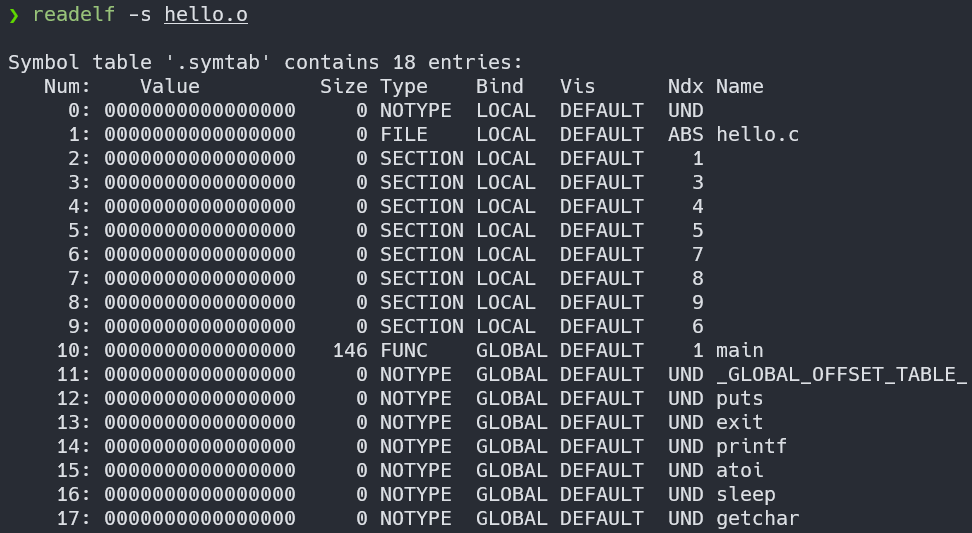 ❯ readelf -s hello.o
Symbol table '.symtab' contains 18 entries:
   Num:    Value          Size Type    Bind   Vis      Ndx Name
     0: 0000000000000000     0 NOTYPE  LOCAL  DEFAULT  UND
     1: 0000000000000000     0 FILE    LOCAL  DEFAULT  ABS hello.c
     2: 0000000000000000     0 SECTION LOCAL  DEFAULT    1
     3: 0000000000000000     0 SECTION LOCAL  DEFAULT    3
     4: 0000000000000000     0 SECTION LOCAL  DEFAULT    4
     5: 0000000000000000     0 SECTION LOCAL  DEFAULT    5
     6: 0000000000000000     0 SECTION LOCAL  DEFAULT    7
     7: 0000000000000000     0 SECTION LOCAL  DEFAULT    8
     8: 0000000000000000     0 SECTION LOCAL  DEFAULT    9
     9: 0000000000000000     0 SECTION LOCAL  DEFAULT    6
    10: 0000000000000000   146 FUNC    GLOBAL DEFAULT    1 main
    11: 0000000000000000     0 NOTYPE  GLOBAL DEFAULT  UND _GLOBAL_OFFSET_TABLE_
    12: 0000000000000000     0 NOTYPE  GLOBAL DEFAULT  UND puts
    13: 0000000000000000     0 NOTYPE  GLOBAL DEFAULT  UND exit
    14: 0000000000000000     0 NOTYPE  GLOBAL DEFAULT  UND printf
    15: 0000000000000000     0 NOTYPE  GLOBAL DEFAULT  UND atoi
    16: 0000000000000000     0 NOTYPE  GLOBAL DEFAULT  UND sleep
    17: 0000000000000000     0 NOTYPE  GLOBAL DEFAULT  UND getchar